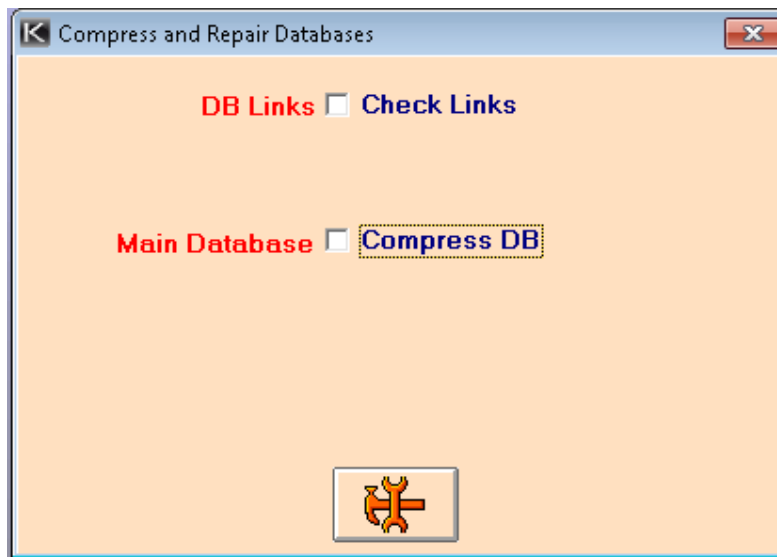 K Compress and Repair Databases
DB Links Check Links
Main Database Compress DB